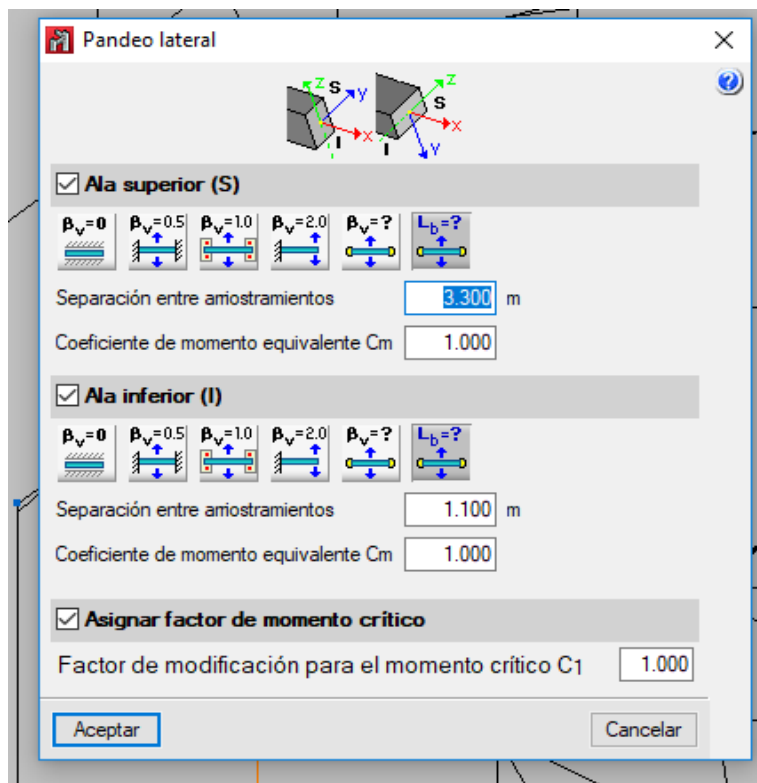 Pandeo lateral
z S y x I
z S x y I
Ala superior (S)
βv=0 βv=0.5 βv=1.0 βv=2.0 βv=? Lb=?
Separación entre arriostramientos 3.300 m
Coeficiente de momento equivalente Cm 1.000
Ala inferior (I)
βv=0 βv=0.5 βv=1.0 βv=2.0 βv=? Lb=?
Separación entre arriostramientos 1.100 m
Coeficiente de momento equivalente Cm 1.000
Asignar factor de momento crítico
Factor de modificación para el momento crítico C1 1.000
Aceptar Cancelar